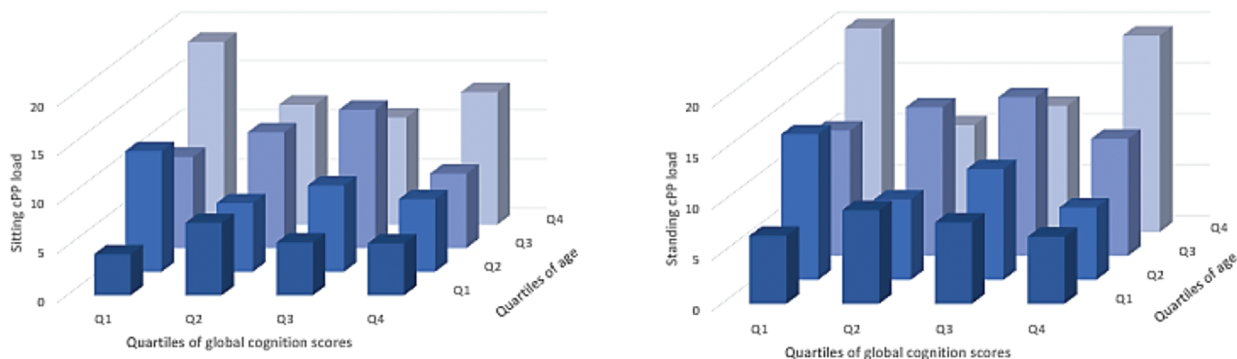 Sitting cPP load
20
15
10
5
0
Q1
Q2
Q3
Q4
Q1
Q2
Q3
Q4
Quartiles of age
Quartiles of global cognition scores
Standing cPP load
20
15
10
5
0
Q1
Q2
Q3
Q4
Q1
Q2
Q3
Q4
Quartiles of age
Quartiles of global cognition scores